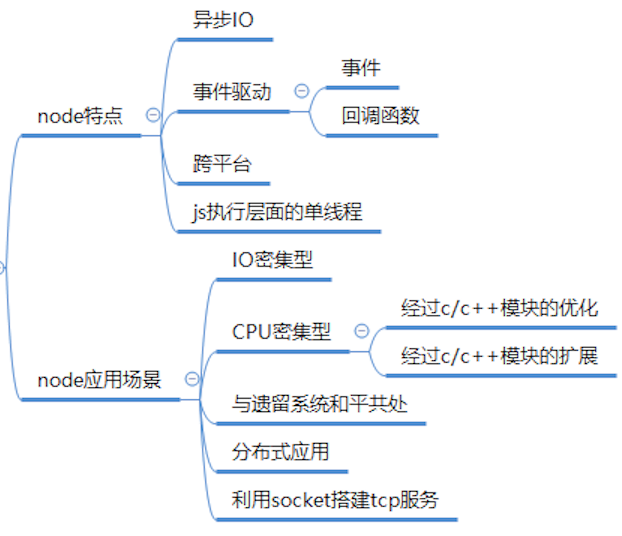 node特点
异步IO
事件驱动
事件
回调函数
跨平台
js执行层面的单线程
node应用场景
IO密集型
CPU密集型
经过c/c++模块的优化
经过c/c++模块的扩展
与遗留系统和平共处
分布式应用
利用socket搭建tcp服务